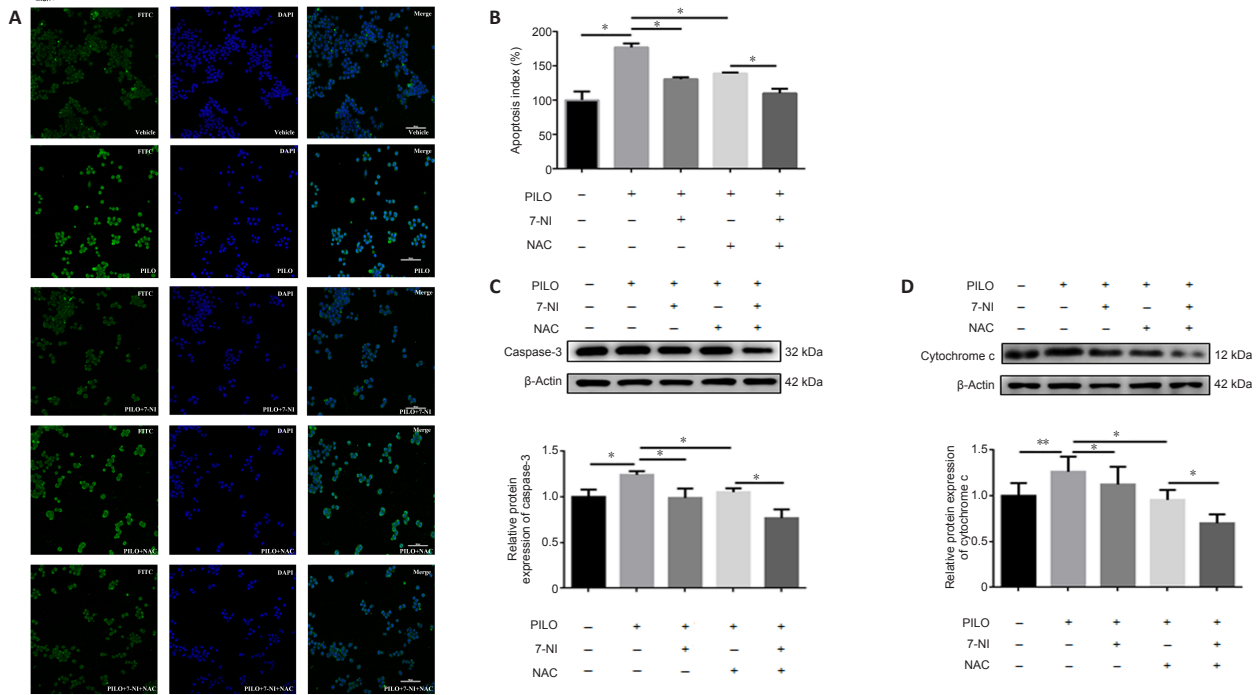 A
FITC
DAPI
Merge
Vehicle
Vehicle
FITC
DAPI
Merge
PILO
PILO
PILO
FITC
DAPI
Merge
PILO+7-NI
PILO+7-NI
PILO+7-NI
FITC
DAPI
Merge
PILO+NAC
PILO+NAC
PILO+NAC
FITC
DAPI
Merge
PILO+7-NI+NAC
PILO+7-NI+NAC
PILO+7-NI+NAC
B
Apoptosis index (%)
200
150
100
50
0
* * * *
PILO – + + + +
7-NI – – + – +
NAC – – – + +
C
PILO – + + + +
7-NI – – + – +
NAC – – – + +
Caspase-3 32 kDa
β-Actin 42 kDa
Relative protein
expression of caspase-3
1.5
1.0
1.5
0
* * * *
PILO – + + + +
7-NI – – + – +
NAC – – – + +
D
PILO – + + + +
7-NI – – + – +
NAC – – – + +
Cytochrome c 12 kDa
β-Actin 42 kDa
Relative protein expression
of cytochrome c
1.5
1.0
0.5
0
** * * *
PILO – + + + +
7-NI – – + – +
NAC – – – + +